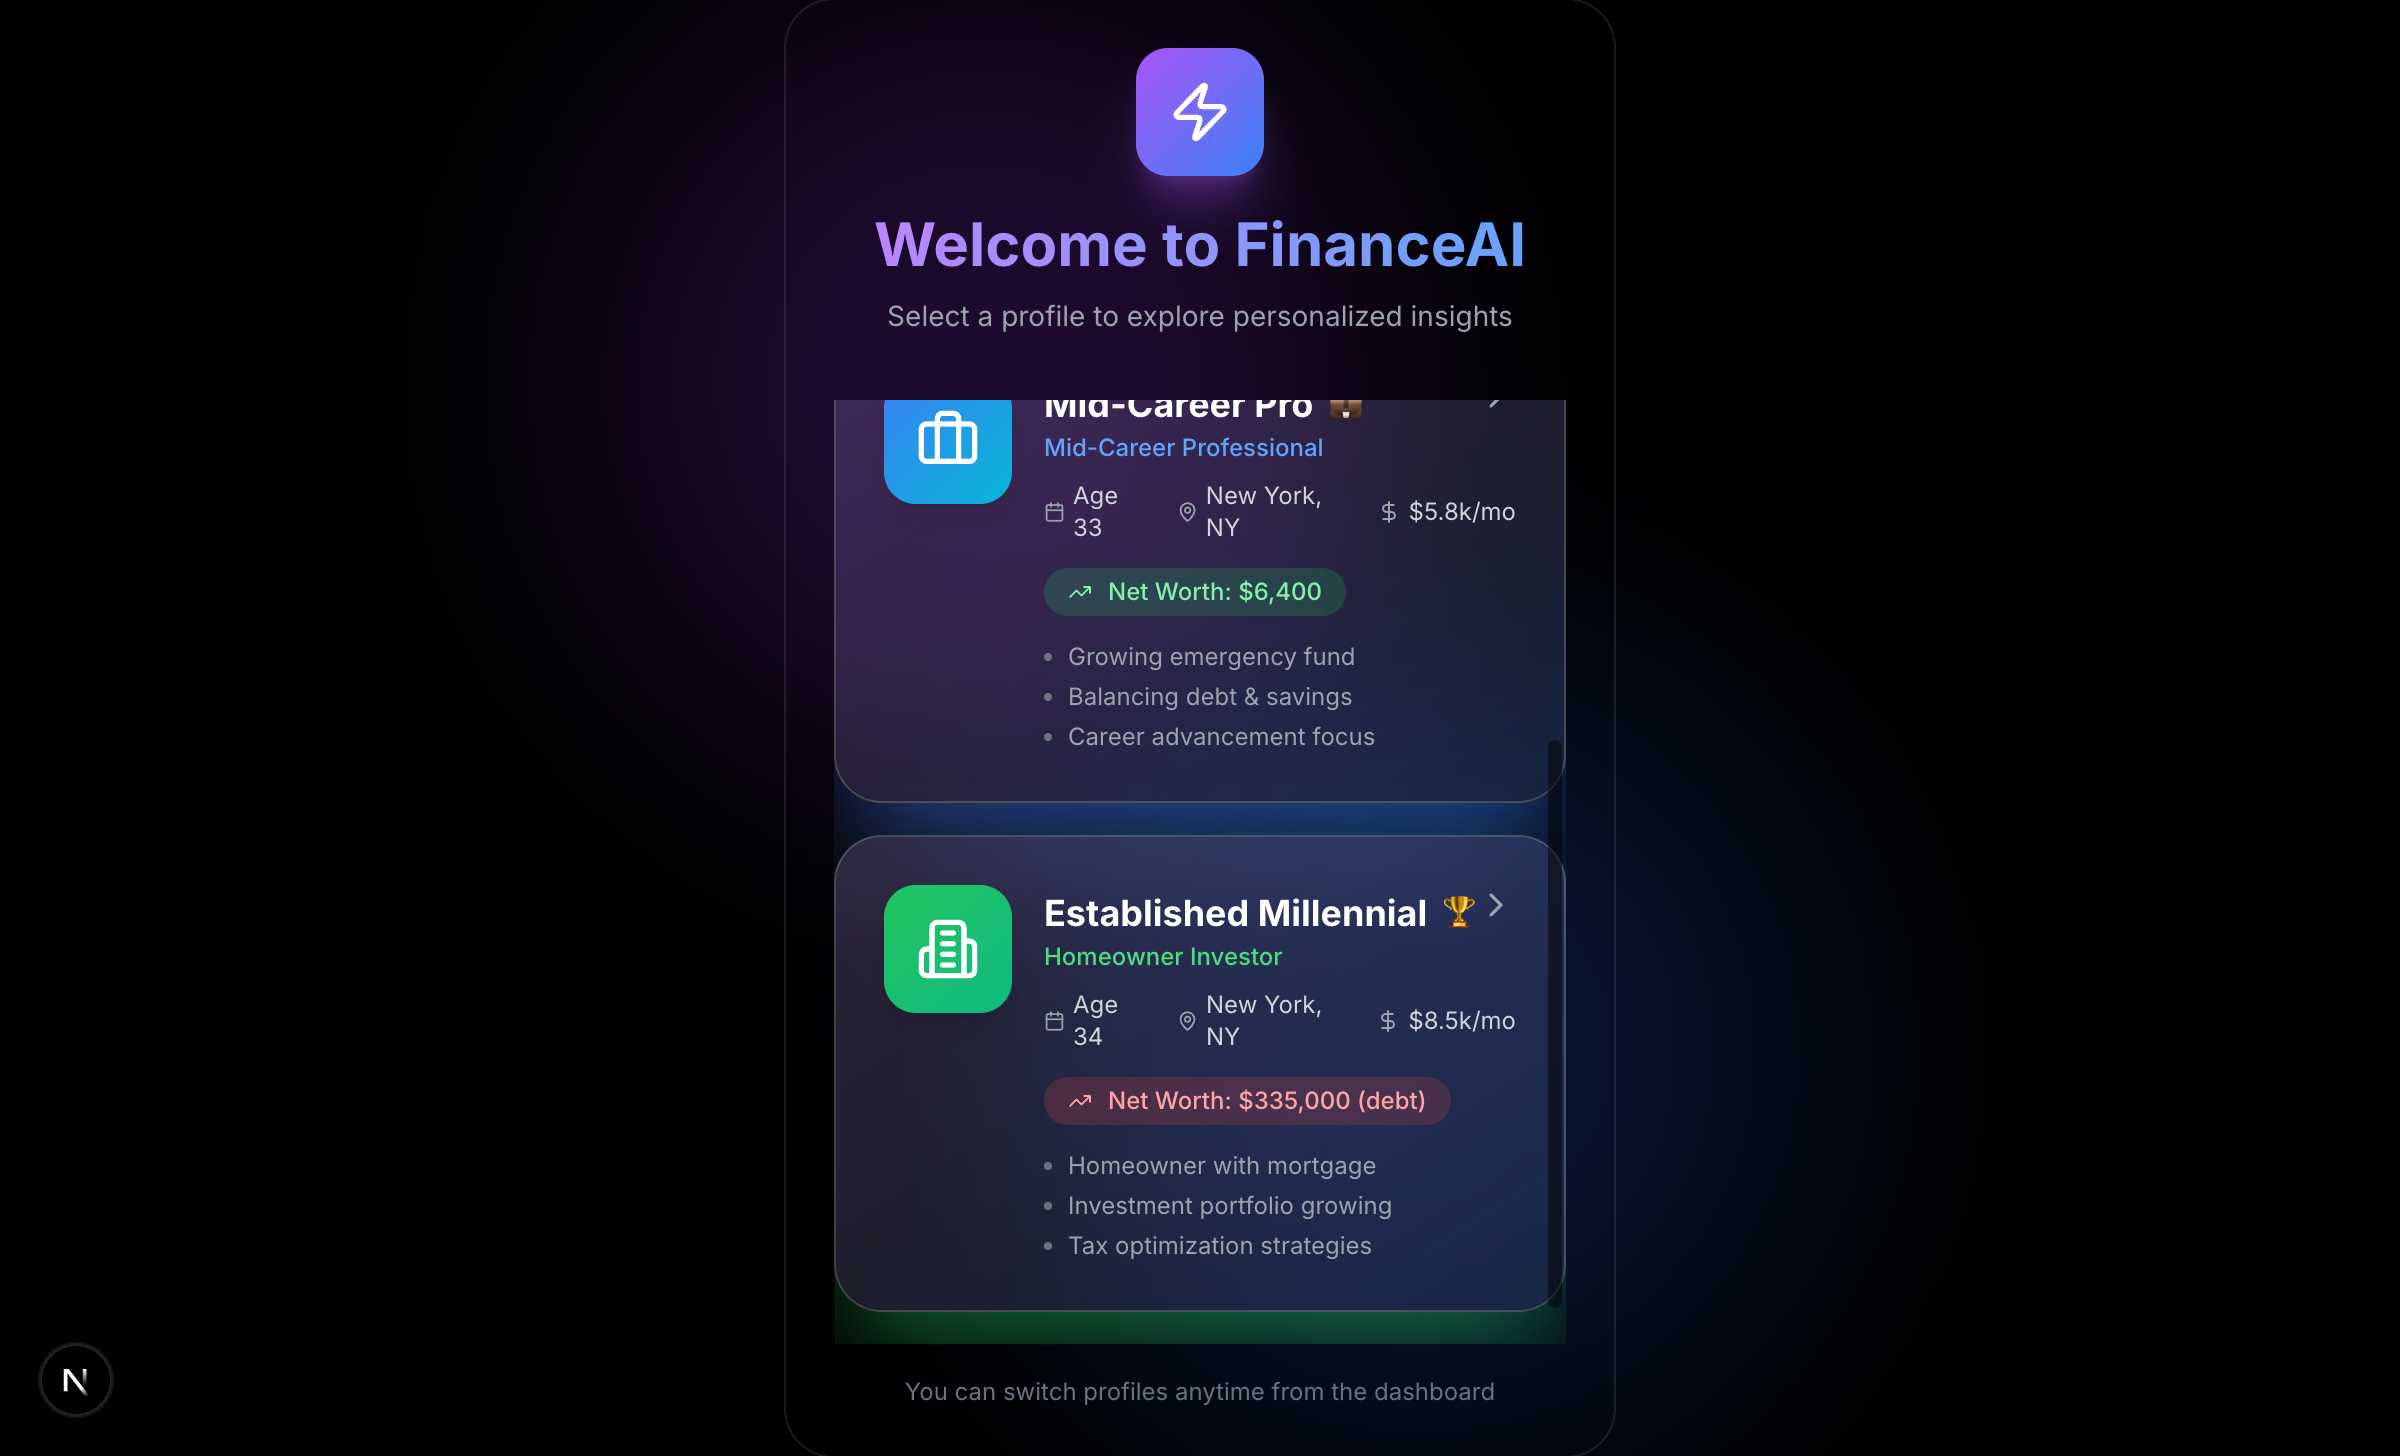 Welcome to FinanceAI
Select a profile to explore personalized insights
Mid-Career Pro 💼
Mid-Career Professional
Age
33
New York,
NY
$5.8k/mo
Net Worth: $6,400
Growing emergency fund
Balancing debt & savings
Career advancement focus
Established Millennial 🏆
Homeowner Investor
Age
34
New York,
NY
$8.5k/mo
Net Worth: $335,000 (debt)
Homeowner with mortgage
Investment portfolio growing
Tax optimization strategies
You can switch profiles anytime from the dashboard
N